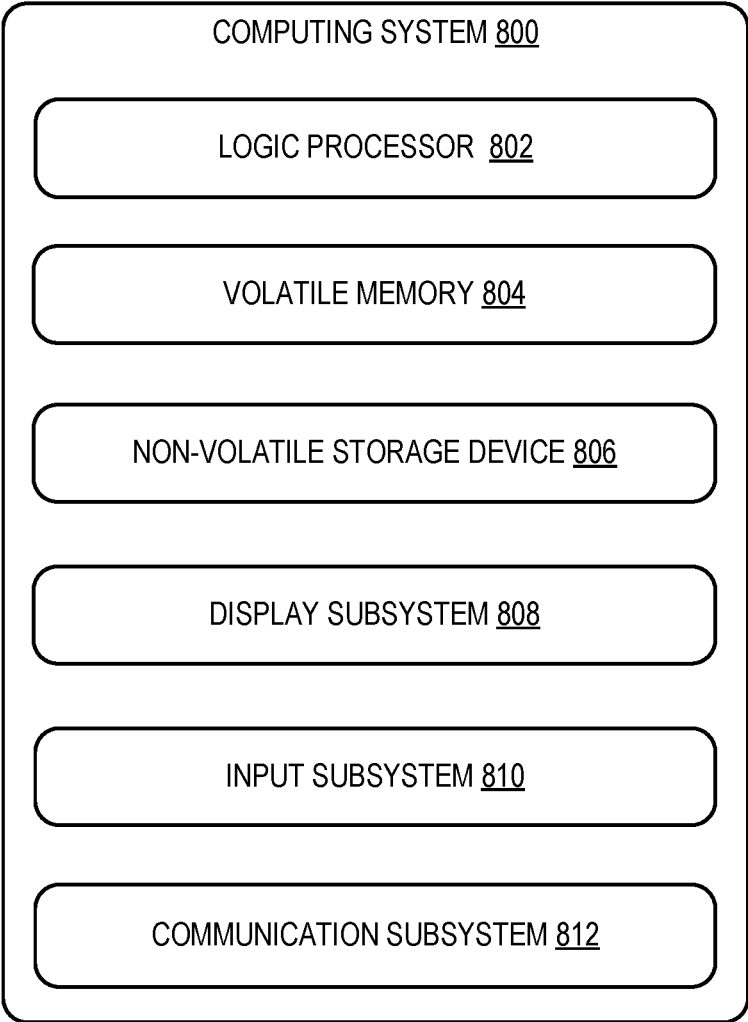 COMPUTING SYSTEM 800
LOGIC PROCESSOR 802
VOLATILE MEMORY 804
NON-VOLATILE STORAGE DEVICE 806
DISPLAY SUBSYSTEM 808
INPUT SUBSYSTEM 810
COMMUNICATION SUBSYSTEM 812